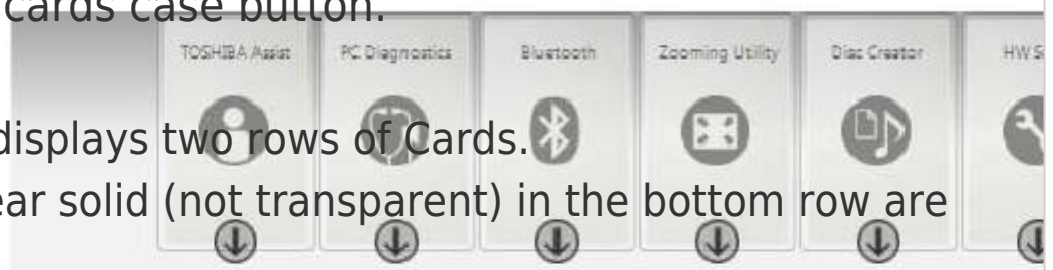 cards case button.
TOSHIBA Assist PC Diagnostics Bluetooth Zooming Utility Disc Creator HW
displays two rows of Cards.
ear solid (not transparent) in the bottom row are